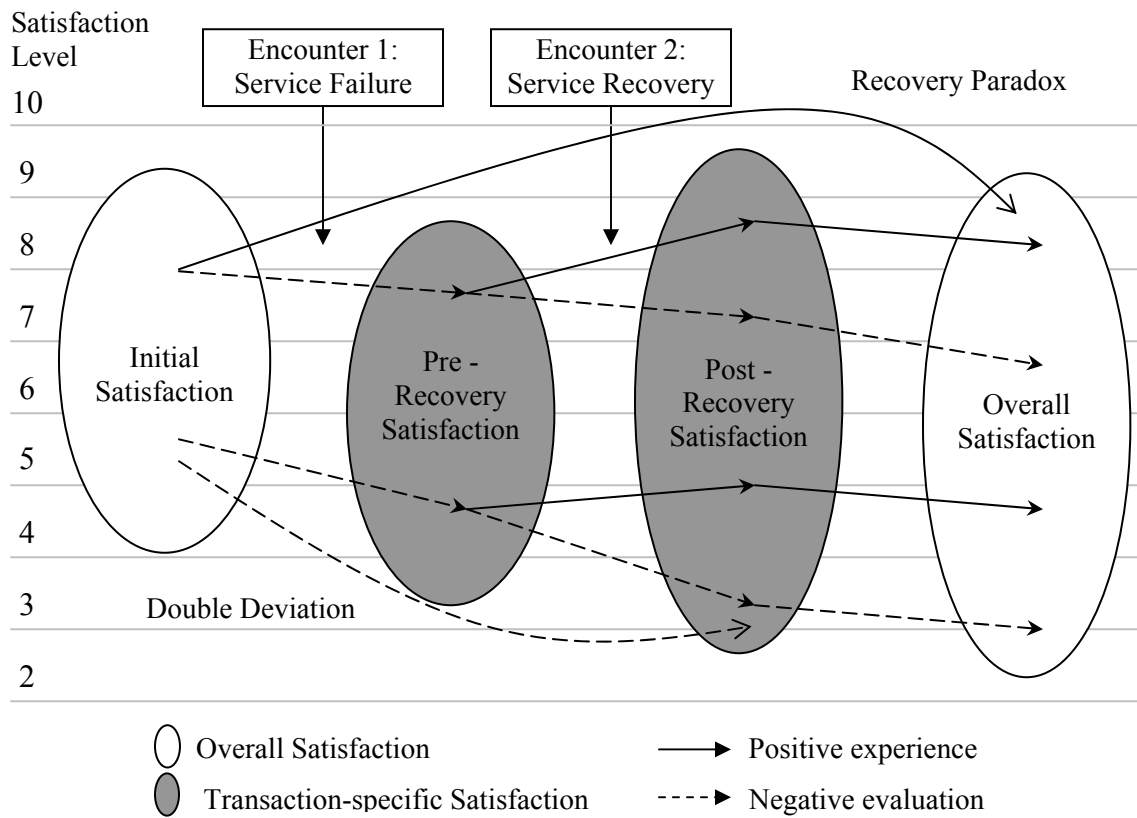 Satisfaction
Level
Encounter 1:
Service Failure
Encounter 2:
Service Recovery
Recovery Paradox
10
9
8
7
6
5
4
3
2
Initial
Satisfaction
Pre -
Recovery
Satisfaction
Post -
Recovery
Satisfaction
Overall
Satisfaction
Double Deviation
Overall Satisfaction
Positive experience
Transaction-specific Satisfaction
Negative evaluation